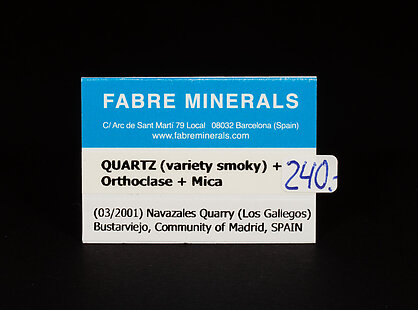 FABRE MINERALS
C/ Arc de Sant Martí 79 Local 08032 Barcelona (Spain)
www.fabreminerals.com
QUARTZ (variety smoky) +
Orthoclase + Mica
240.-
(03/2001) Navazales Quarry (Los Gallegos)
Bustarviejo, Community of Madrid, SPAIN